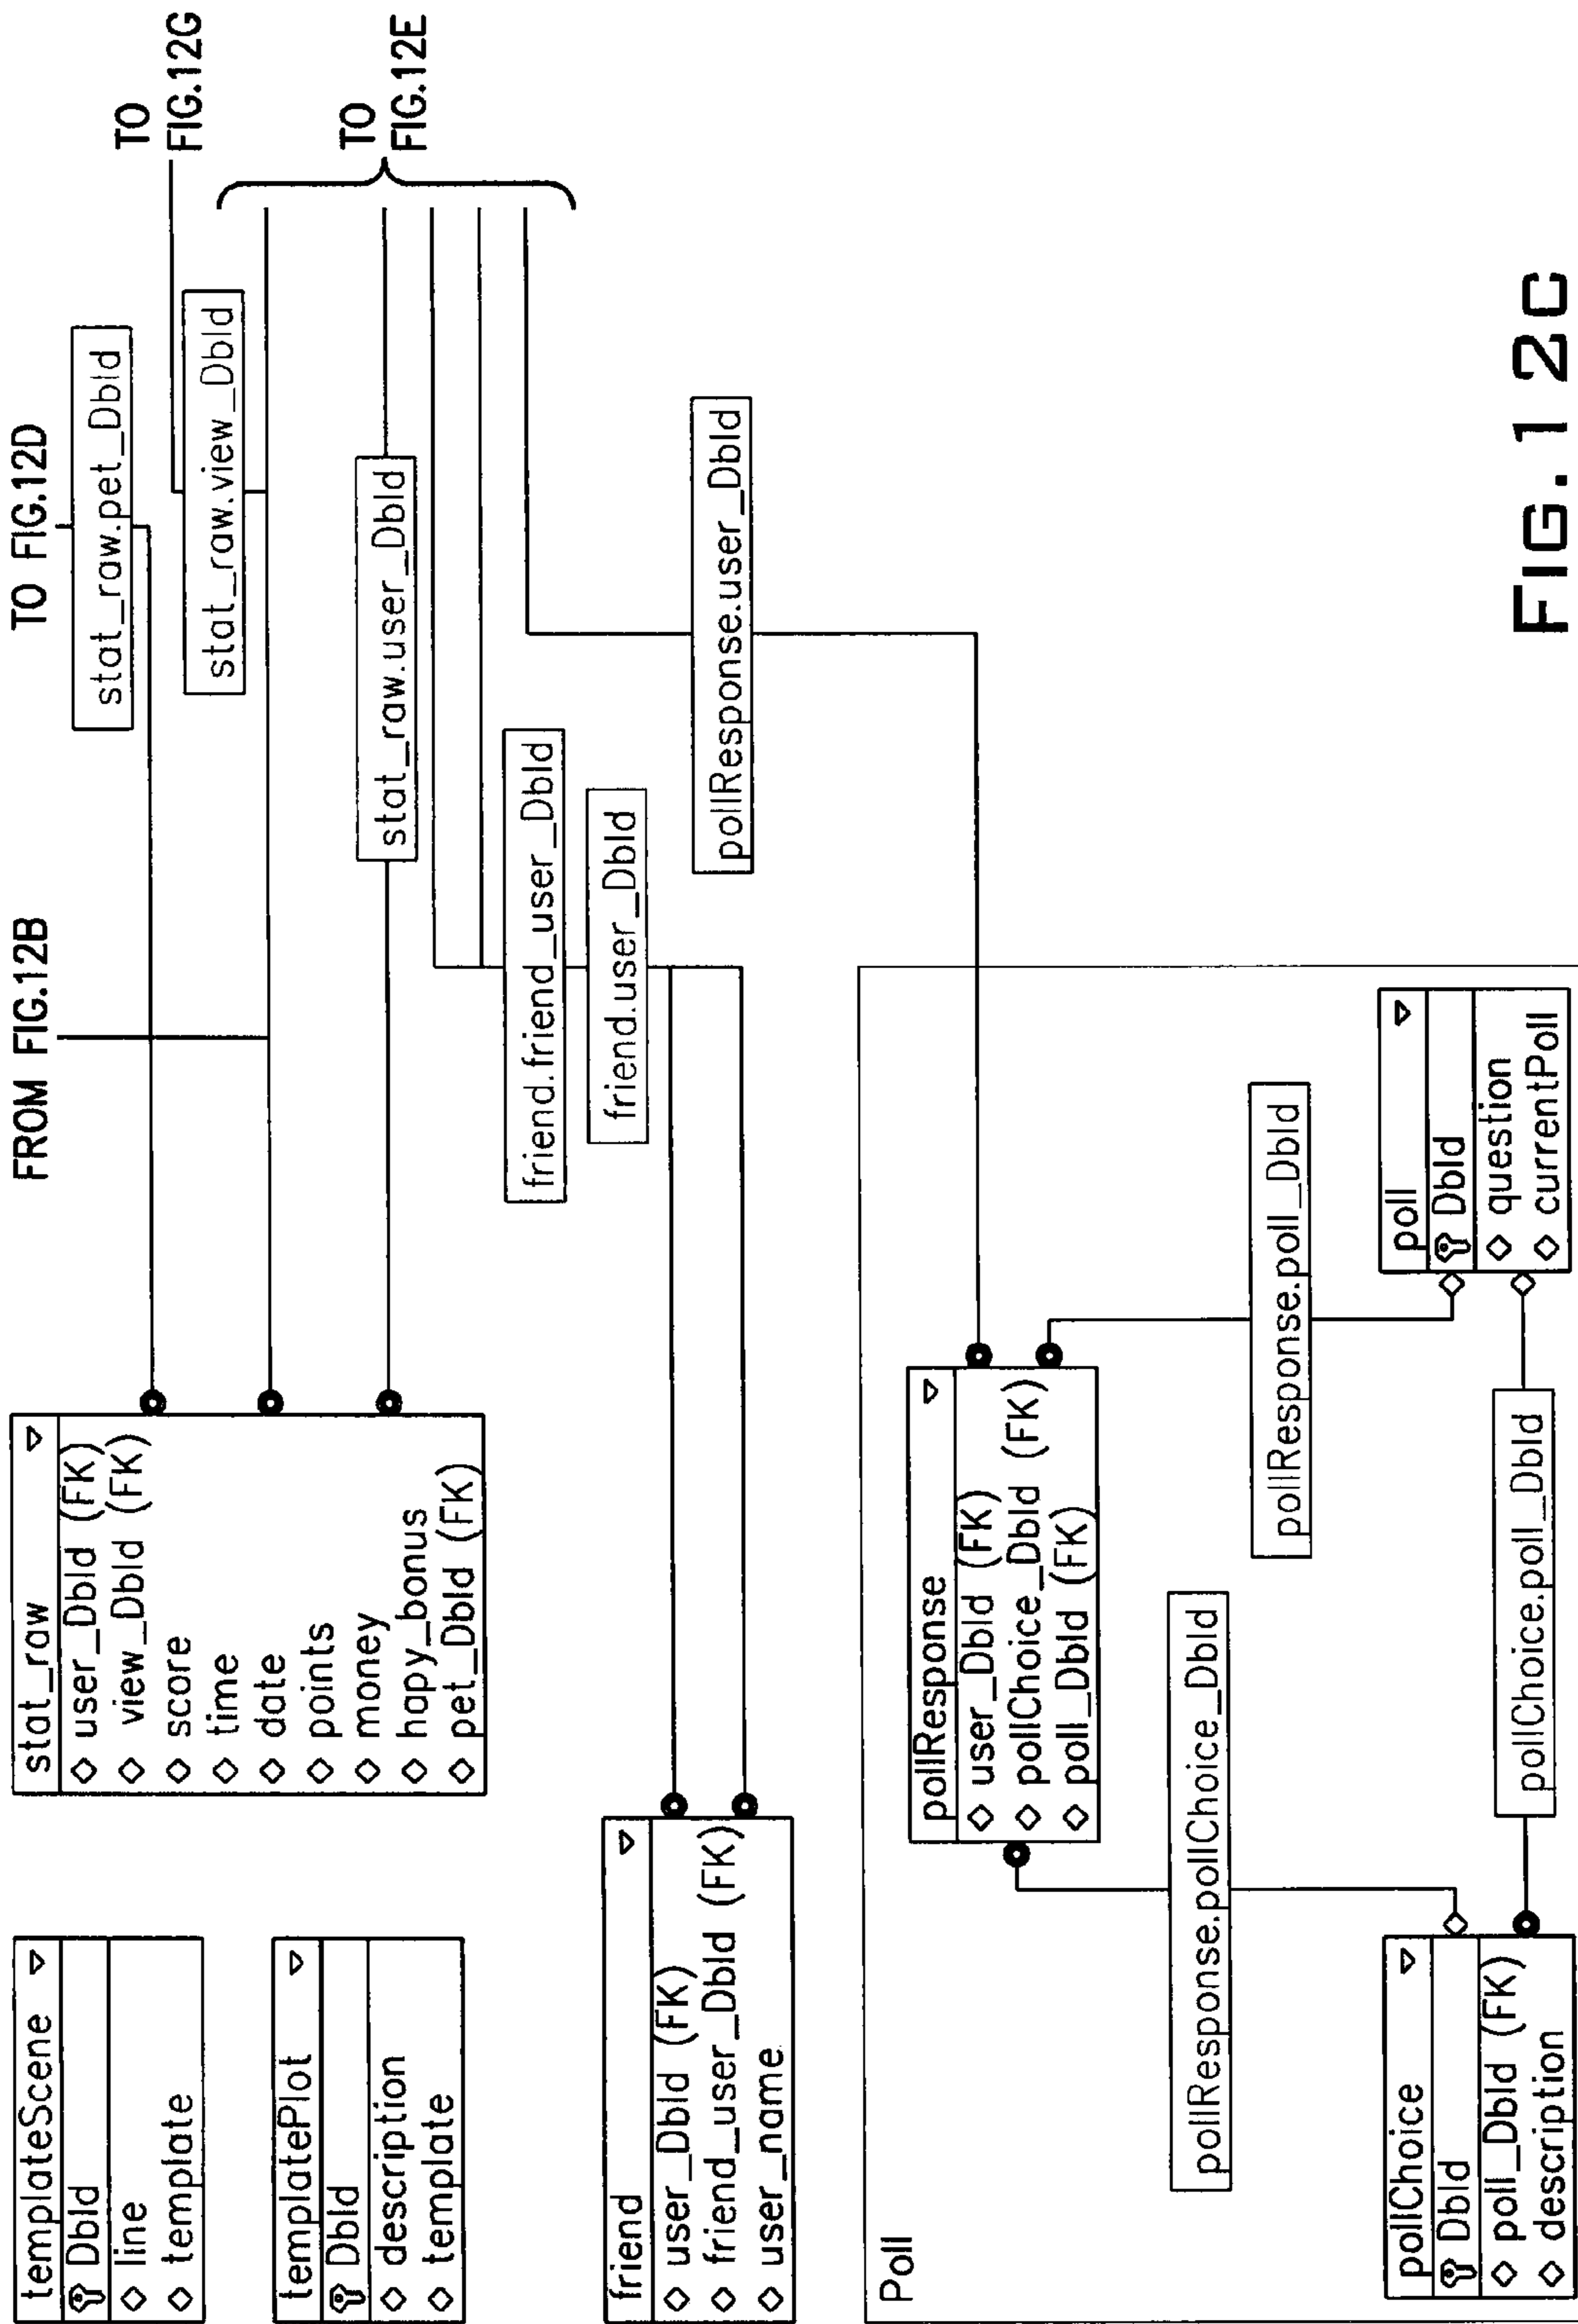 templateScene
DbId
line
template
templatePlot
DbId
description
template
stat_raw
user_DbId (FK)
view_DbId (FK)
score
time
date
points
money
hapy_bonus
pet_DbId (FK)
FROM FIG.12B
TO FIG.12D
stat_raw.pet_DbId
stat_raw.view_DbId
TO
FIG.12G
stat_raw.user_DbId
TO
FIG.12E
friend
user_DbId (FK)
friend_user_DbId (FK)
user_name
friend.friend_user_DbId
friend.user_DbId
pollResponse.user_DbId
Poll
pollResponse
user_DbId (FK)
pollChoice_DbId (FK)
poll_DbId (FK)
pollResponse.pollChoice_DbId
pollResponse.poll_DbId
pollChoice
DbId
poll_DbId (FK)
description
pollChoice.poll_DbId
poll
DbId
question
currentPoll
FIG. 12C